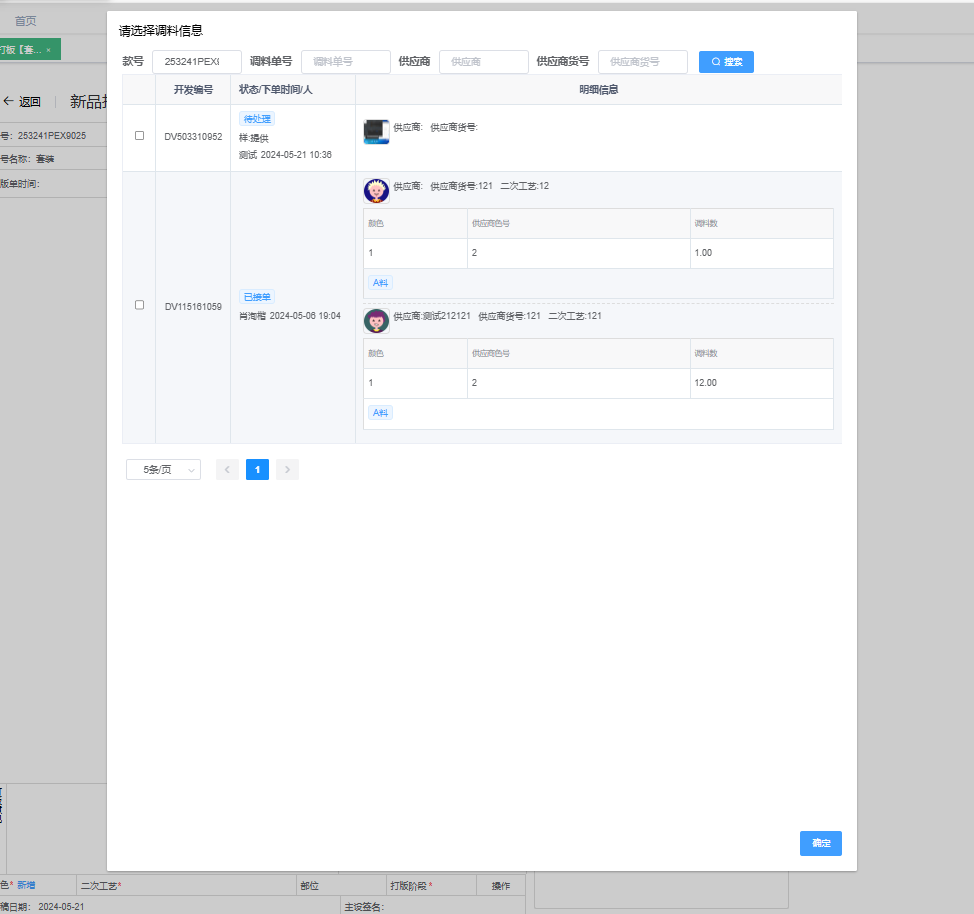 首页
打板【套... ×
返回
新品打
号: 253241PEX9025
号名称: 套装
版单时间:
请选择调料信息
款号 253241PEX 调料单号 调料单号 供应商 供应商 供应商货号 供应商货号 搜索
开发编号 状态/下单时间/人 明细信息
DV503310952
待处理
样:提供
测试 2024-05-21 10:36
供应商: 供应商货号:
DV115161059
已接单
肖海楷 2024-05-06 19:04
供应商: 供应商货号:121 二次工艺:12
颜色 供应商色号 调料数
1 2 1.00
A料
供应商:测试212121 供应商货号:121 二次工艺:121
颜色 供应商色号 调料数
1 2 12.00
A料
5条/页 1
确定
色* 新增 二次工艺* 部位 打版阶段* 操作
稿日期: 2024-05-21 主设签名: